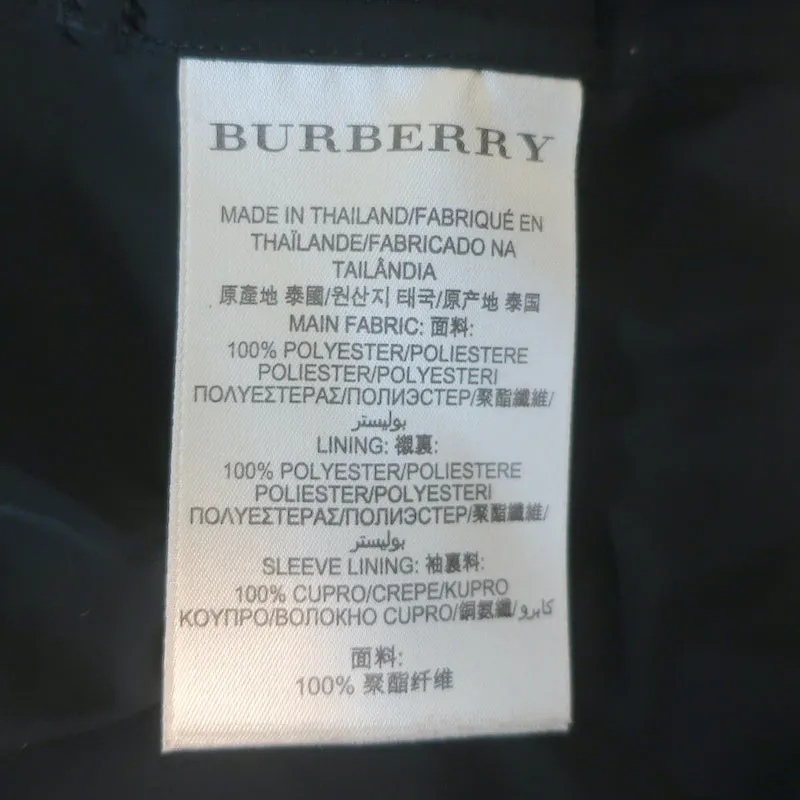 BURBERRY
MADE IN THAILAND/FABRIQUÉ EN
THAÏLANDE/FABRICADO NA
TAILÂNDIA
原產地 泰國/원산지 태국/原产地 泰国
MAIN FABRIC: 面料:
100% POLYESTER/POLIESTERE
POLIESTER/POLYESTERI
ΠΟΛΥΕΣΤΕΡΑΣ/ПОЛИЭСТЕР/聚酯纖維/
بوليستر
LINING: 襯裏:
100% POLYESTER/POLIESTERE
POLIESTER/POLYESTERI
ΠΟΛΥΕΣΤΕΡΑΣ/ПОЛИЭСТЕР/聚酯纖維/
بوليستر
SLEEVE LINING: 袖裏料:
100% CUPRO/CREPE/KUPRO
ΚΟΥΠΡΟ/ВОЛОКНО CUPRO/銅氨纖/كابرو
面料:
100% 聚酯纤维